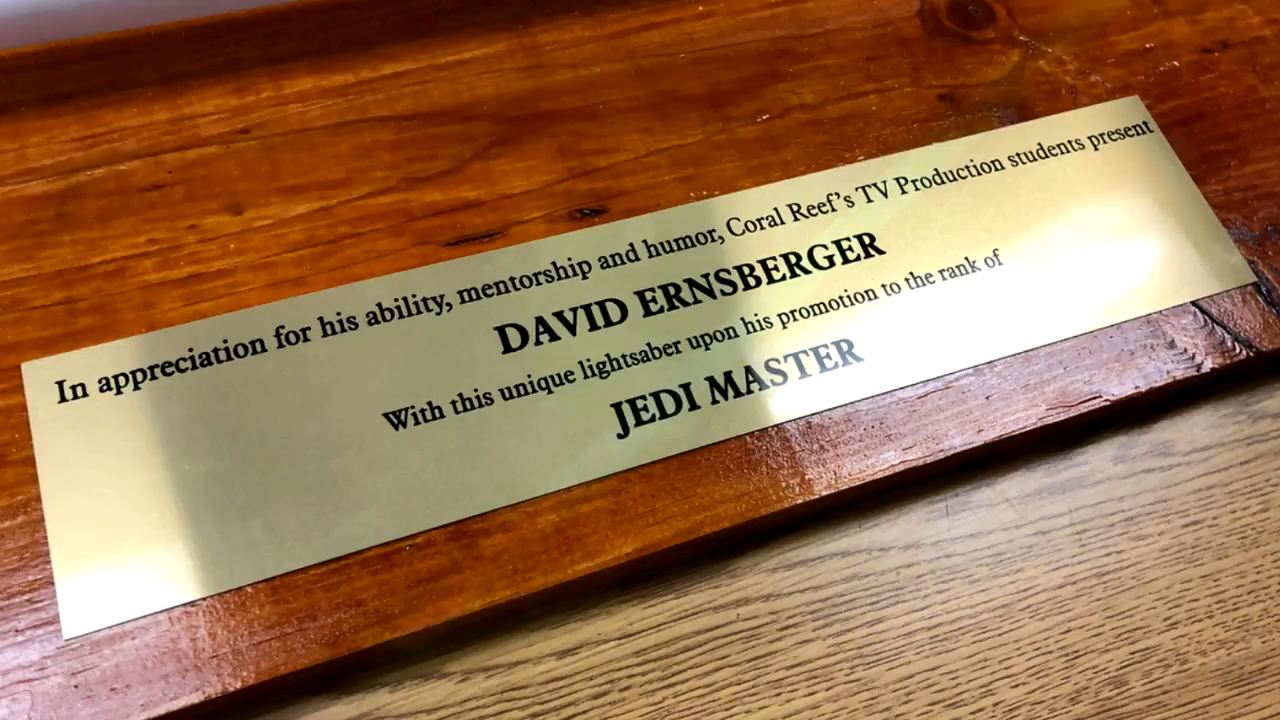 In appreciation for his ability, mentorship and humor, Coral Reef's TV Production students present
DAVID ERNSBERGER
With this unique lightsaber upon his promotion to the rank of
JEDI MASTER